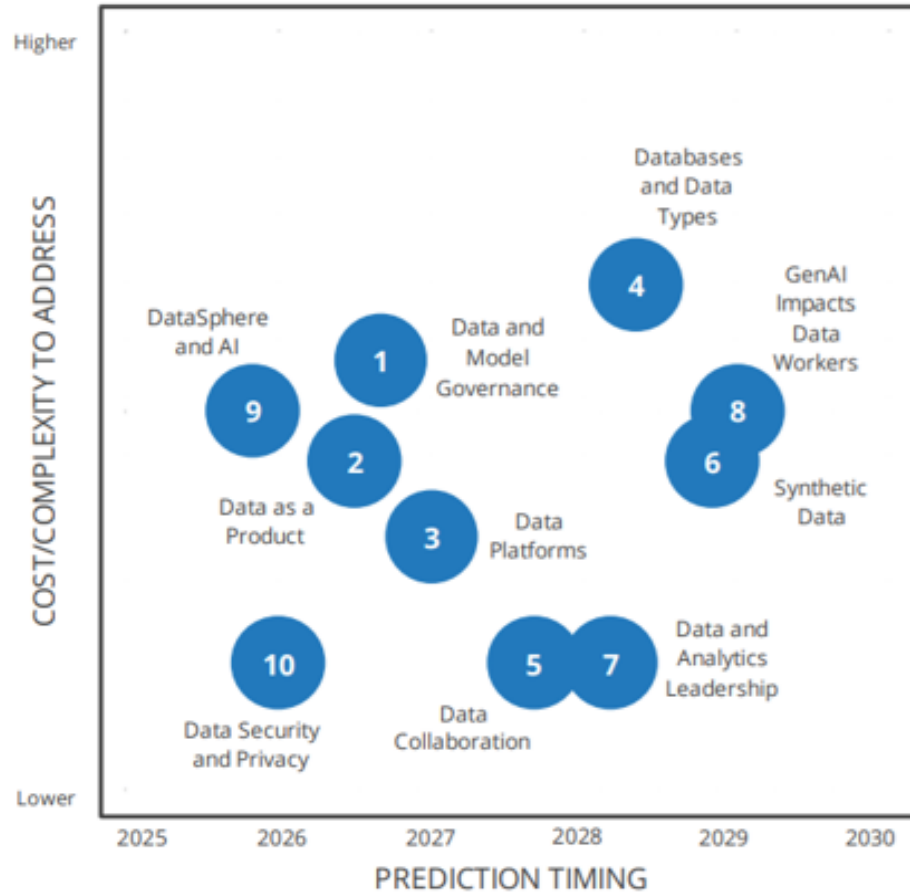 Higher
COST/COMPLEXITY TO ADDRESS
Lower
Databases
and Data
Types
4
GenAI
Impacts
Data
Workers
DataSphere
and AI
1
Data and
Model
Governance
9
8
2
6
Data as a
Product
Synthetic
Data
3
Data
Platforms
10
5
7
Data and
Analytics
Leadership
Data Security
and Privacy
Data
Collaboration
2025
2026
2027
2028
2029
2030
PREDICTION TIMING